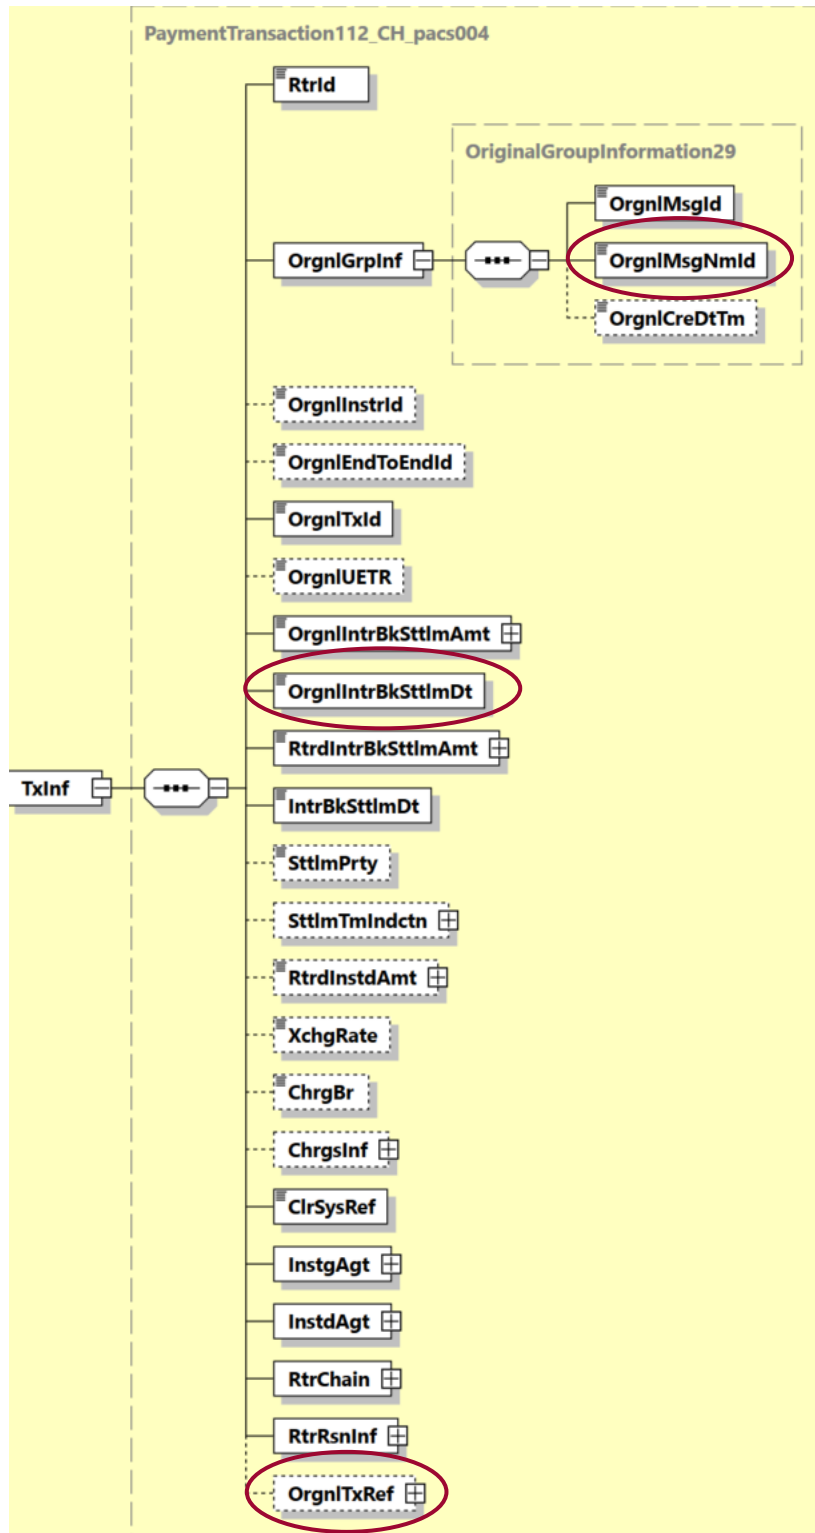 PaymentTransaction112_CH_pacs004
RtrId
OriginalGroupInformation29
OrgnlMsgId
OrgnlGrpInf
OrgnlMsgNmId
OrgnlCreDtTm
OrgnlInstrId
OrgnlEndToEndId
OrgnlTxId
OrgnlUETR
OrgnlIntrBkSttlmAmt
OrgnlIntrBkSttlmDt
RtrdIntrBkSttlmAmt
TxInf
IntrBkSttlmDt
SttlmPrty
SttlmTmIndctn
RtrdInstdAmt
XchgRate
ChrgBr
ChrgsInf
ClrSysRef
InstgAgt
InstdAgt
RtrChain
RtrRsnInf
OrgnlTxRef